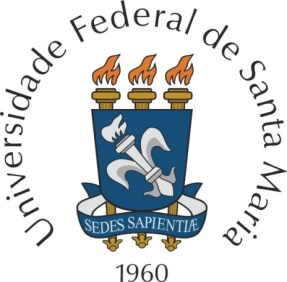 Universidade Federal de Santa Maria
SEDES SAPIENTIÆ
1960